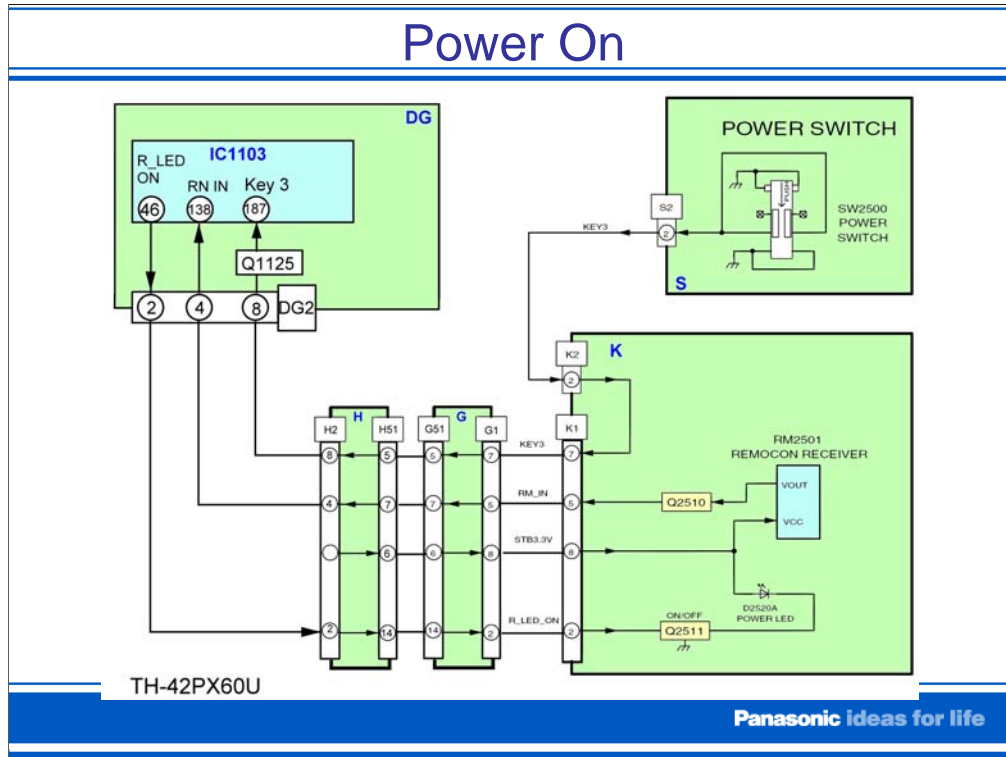 Power On
DG
IC1103
R_LED
ON
RN IN
Key 3
46
138
187
Q1125
2
4
8
DG2
POWER SWITCH
PUSH
SW2500
POWER
SWITCH
S2
2
KEY3
S
K2
K
2
H
G
H2
H51
G51
G1
K1
8
5
5
7
KEY3
7
4
7
7
5
RM_IN
5
Q2510
RM2501
REMOCON RECEIVER
VOUT
VCC
6
6
8
STB3.3V
8
D2520A
POWER LED
2
14
14
2
R_LED_ON
2
ON/OFF
Q2511
TH-42PX60U
Panasonic ideas for life